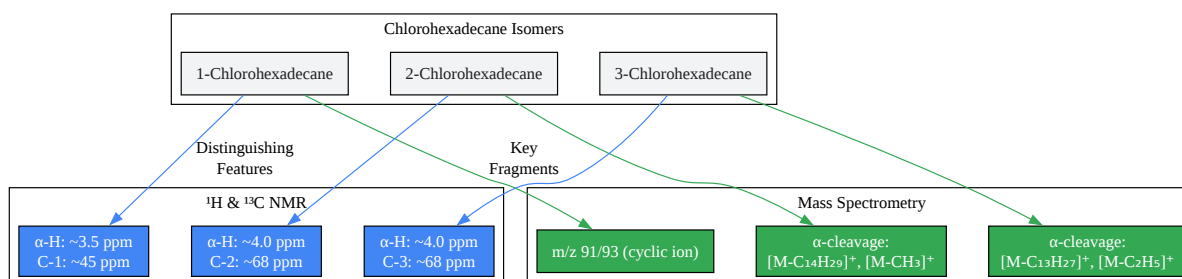 Chlorohexadecane Isomers
1-Chlorohexadecane
2-Chlorohexadecane
3-Chlorohexadecane
Distinguishing
Features
Key
Fragments
¹H & ¹³C NMR
Mass Spectrometry
α-H: ~3.5 ppm
C-1: ~45 ppm
α-H: ~4.0 ppm
C-2: ~68 ppm
α-H: ~4.0 ppm
C-3: ~68 ppm
m/z 91/93 (cyclic ion)
α-cleavage:
[M-C₁₄H₂₉]⁺, [M-CH₃]⁺
α-cleavage:
[M-C₁₃H₂₇]⁺, [M-C₂H₅]⁺